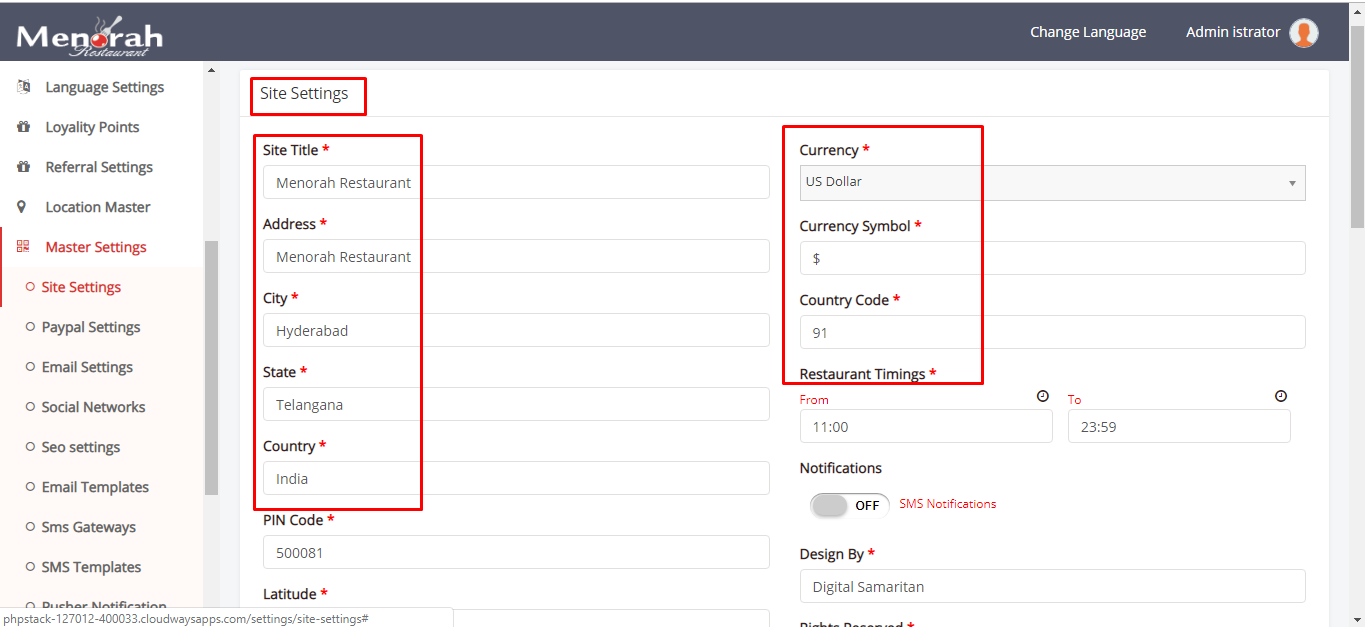 Menorah
Restaurant
Change Language
Admin istrator
Language Settings
Loyality Points
Referral Settings
Location Master
Master Settings
Site Settings
Paypal Settings
Email Settings
Social Networks
Seo settings
Email Templates
Sms Gateways
SMS Templates
Pusher Notification
Site Settings
Site Title *
Menorah Restaurant
Address *
Menorah Restaurant
City *
Hyderabad
State *
Telangana
Country *
India
PIN Code *
500081
Latitude *
Currency *
US Dollar
Currency Symbol *
$
Country Code *
91
Restaurant Timings *
From
To
11:00
23:59
Notifications
OFF
SMS Notifications
Design By *
Digital Samaritan
Rights Reserved *
phpstack-127012-400033.cloudwaysapps.com/settings/site-settings#